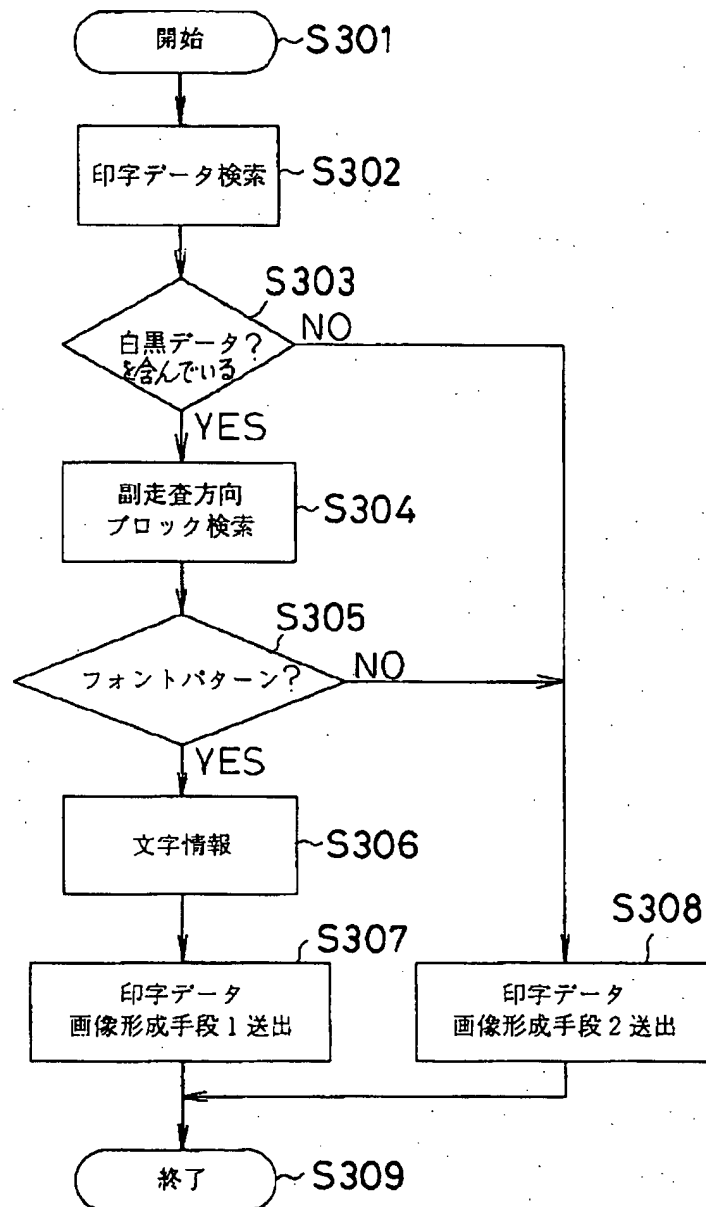 開始
S301
印字データ検索
S302
S303
白黒データ?
を含んでいる
NO
YES
副走査方向
ブロック検索
S304
S305
フォントパターン?
NO
YES
文字情報
S306
S307
印字データ
画像形成手段1送出
S308
印字データ
画像形成手段2送出
終了
S309